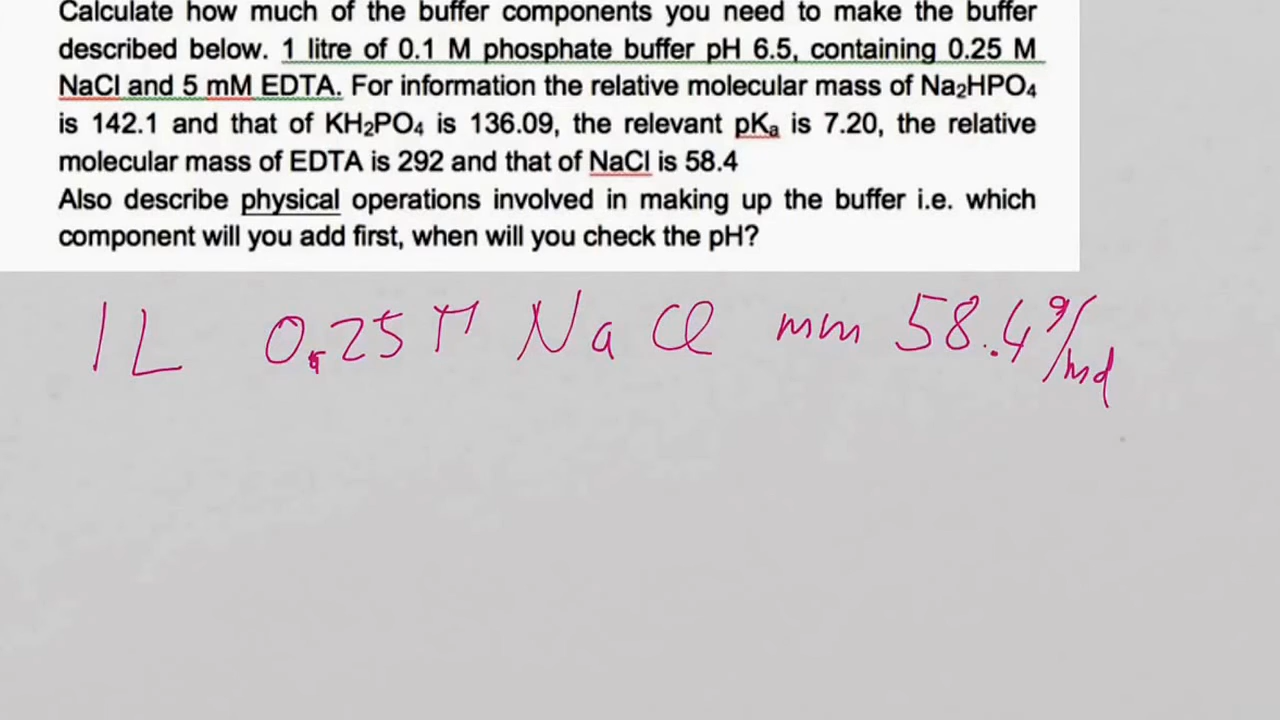 Calculate how much of the buffer components you need to make the buffer
described below. 1 litre of 0.1 M phosphate buffer pH 6.5, containing 0.25 M
NaCl and 5 mM EDTA. For information the relative molecular mass of Na₂HPO₄
is 142.1 and that of KH₂PO₄ is 136.09, the relevant pKₐ is 7.20, the relative
molecular mass of EDTA is 292 and that of NaCl is 58.4
Also describe physical operations involved in making up the buffer i.e. which
component will you add first, when will you check the pH?
1L 0.25 M NaCl mm 58.4 g/mol